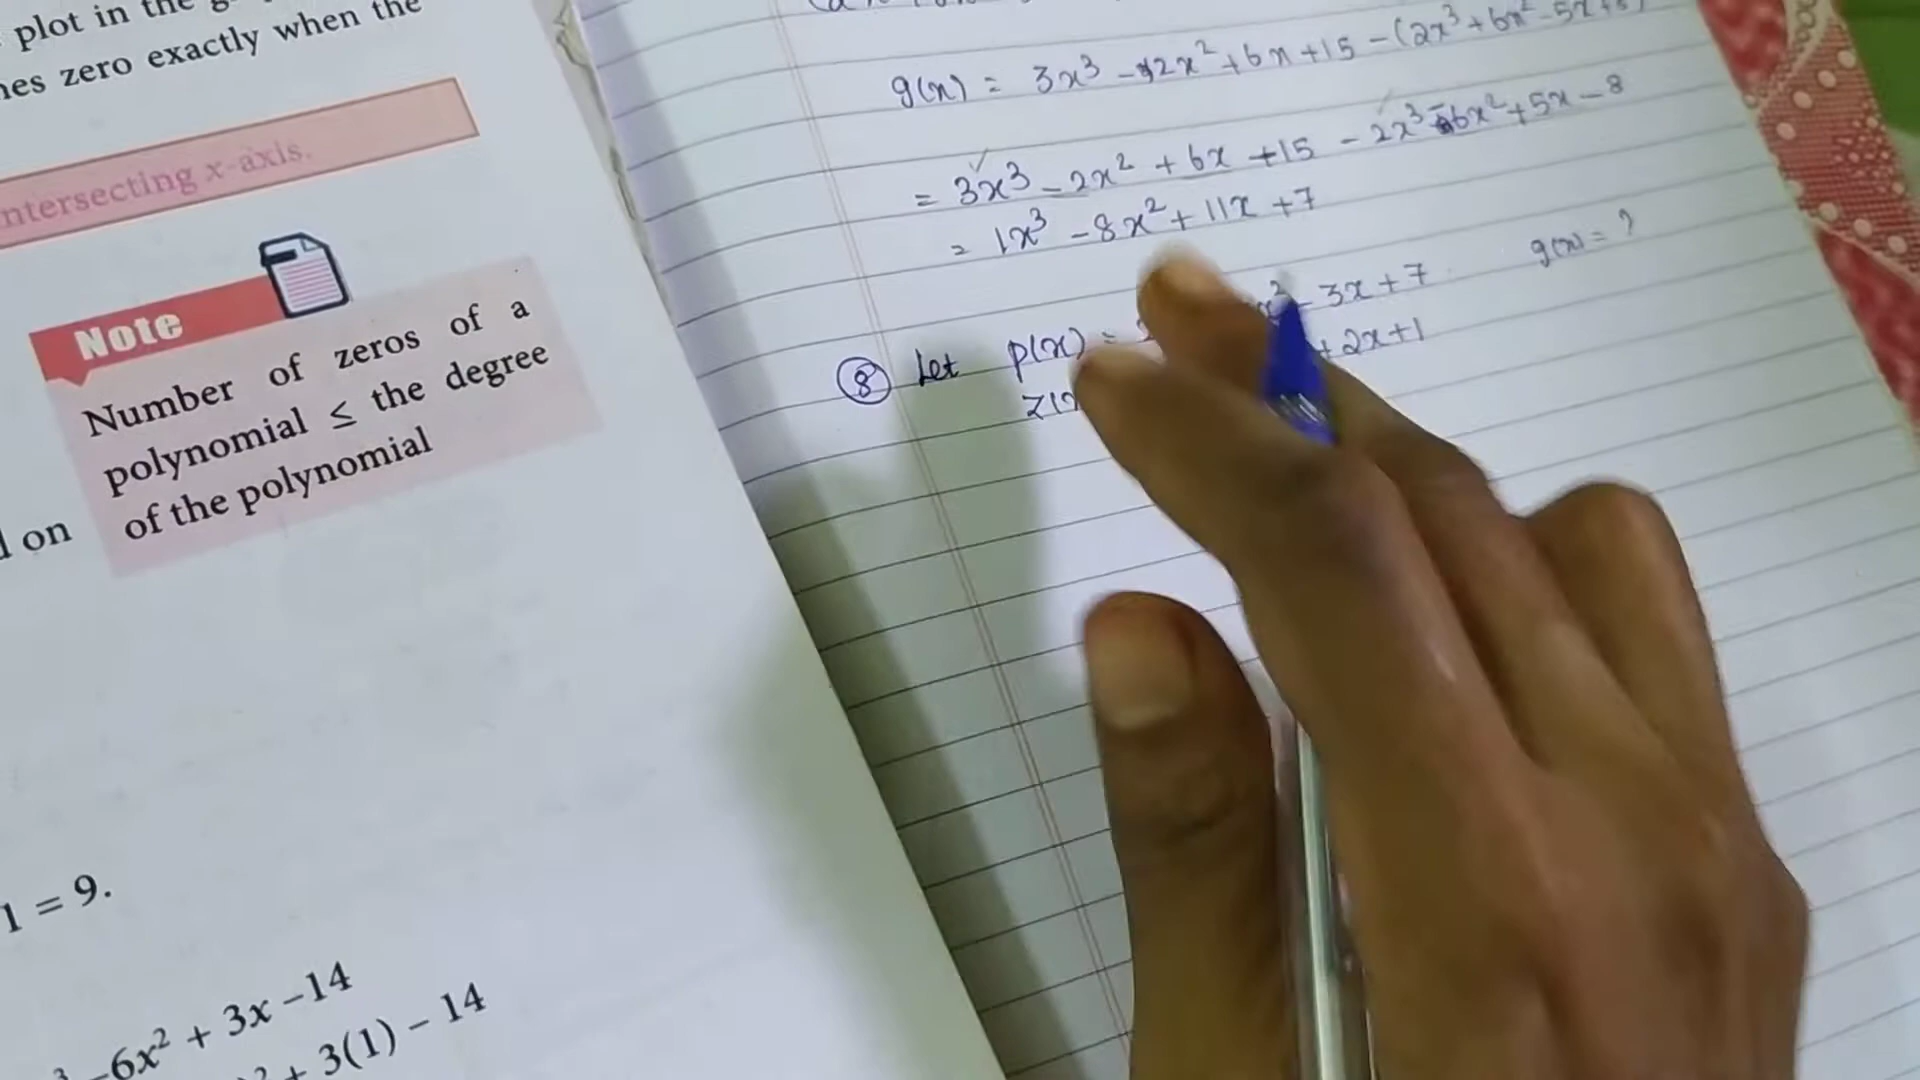 plot in the
zero exactly when the
ntersecting x-axis.
Note
Number of zeros of a
polynomial ≤ the degree
of the polynomial
on
1 = 9.
-6x² + 3x -14
+ 3(1) - 14
g(x) = 3x³ - 2x² + 6x + 15 - (2x³ + 6x² - 5x
= 3x³ - 2x² + 6x + 15 - 2x³ - 6x² + 5x - 8
= 1x³ - 8x² + 11x + 7
g(x) = ?
⑧ Let p(x) = x² - 3x + 7
+ 2x + 1